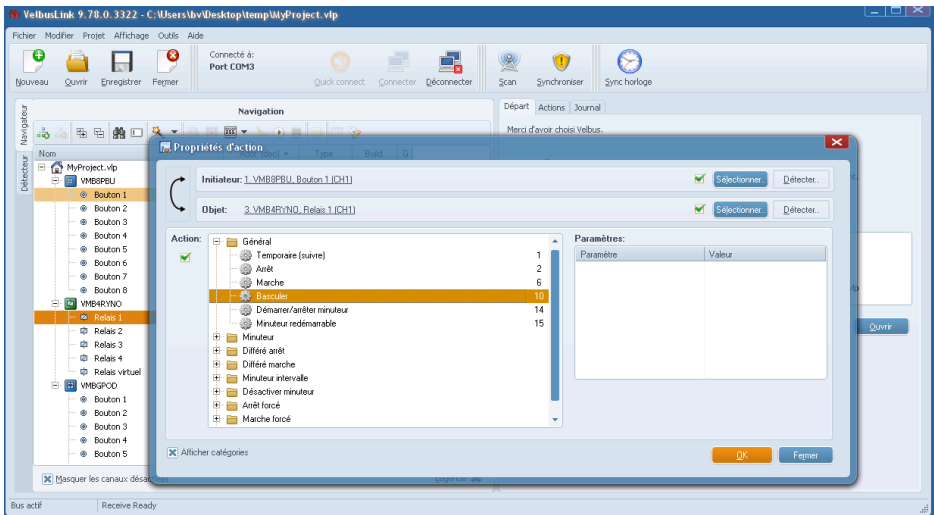 VelbusLink 9.78.0.3322 - C:\Users\bv\Desktop\temp\MyProject.vlp
Fichier Modifier Projet Affichage Outils Aide
Nouveau Ouvrir Enregistrer Fermer
Connecté à:
Port COM3
Quick connect Connecter Déconnecter
Scan Synchroniser Sync horloge
Navigateur
Détecteur
Navigation
Nom Type Build
MyProject.vlp
VMB8PBU
Bouton 1
Bouton 2
Bouton 3
Bouton 4
Bouton 5
Bouton 6
Bouton 7
Bouton 8
VMB4RYNO
Relais 1
Relais 2
Relais 3
Relais 4
Relais virtuel
VMBGPOD
Bouton 1
Bouton 2
Bouton 3
Bouton 4
Bouton 5
Masquer les canaux
Départ Actions Journal
Merci d'avoir choisi Velbus.
Ouvrir
Propriétés d'action
Initiateur: 1. VMB8PBU, Bouton 1 (CH1) Sélectionner.. Détecter..
Objet: 3. VMB4RYNO, Relais 1 (CH1) Sélectionner.. Détecter..
Action:
Général
Temporaire (suivre) 1
Arrêt 2
Marche 6
Basculer 10
Démarrer/arrêter minuteur 14
Minuteur redémarrable 15
Minuteur
Différé arrêt
Différé marche
Minuteur intervalle
Désactiver minuteur
Arrêt forcé
Marche forcé
Paramètres:
Paramètre Valeur
Afficher catégories
OK Fermer
Bus actif Receive Ready